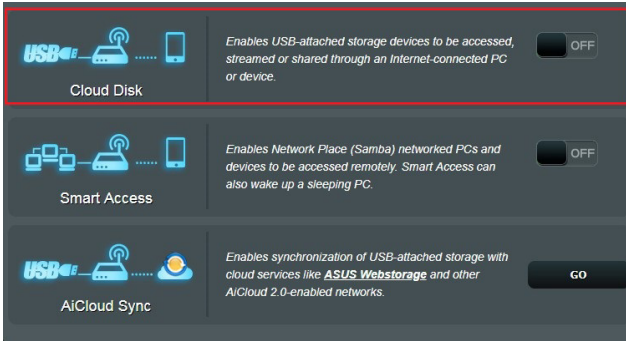 USB
Cloud Disk
Enables USB-attached storage devices to be accessed,
streamed or shared through an Internet-connected PC
or device.
OFF
Smart Access
Enables Network Place (Samba) networked PCs and
devices to be accessed remotely. Smart Access can
also wake up a sleeping PC.
OFF
USB
AiCloud Sync
Enables synchronization of USB-attached storage with
cloud services like ASUS Webstorage and other
AiCloud 2.0-enabled networks.
GO